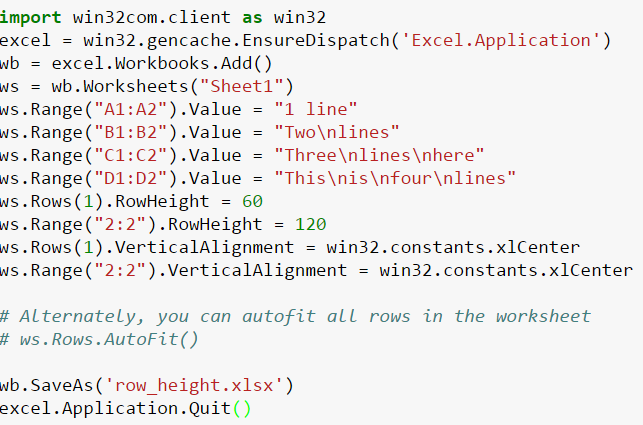 import win32com.client as win32
excel = win32.gencache.EnsureDispatch('Excel.Application')
wb = excel.Workbooks.Add()
ws = wb.Worksheets("Sheet1")
ws.Range("A1:A2").Value = "1 line"
ws.Range("B1:B2").Value = "Two\nlines"
ws.Range("C1:C2").Value = "Three\nlines\nhere"
ws.Range("D1:D2").Value = "This\nis\nfour\nlines"
ws.Rows(1).RowHeight = 60
ws.Range("2:2").RowHeight = 120
ws.Rows(1).VerticalAlignment = win32.constants.xlCenter
ws.Range("2:2").VerticalAlignment = win32.constants.xlCenter
# Alternately, you can autofit all rows in the worksheet
# ws.Rows.AutoFit()
wb.SaveAs('row_height.xlsx')
excel.Application.Quit()